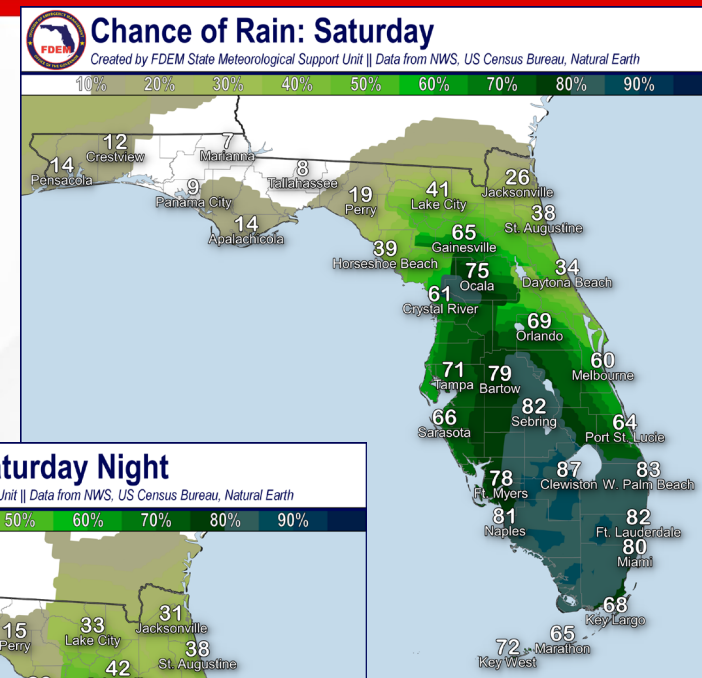 FDEM
Chance of Rain: Saturday
Created by FDEM State Meteorological Support Unit || Data from NWS, US Census Bureau, Natural Earth
10% 20% 30% 40% 50% 60% 70% 80% 90%
12
Crestview
7
Marianna
14
Pensacola
8
Tallahassee
9
Panama City
14
Apalachicola
19
Perry
41
Lake City
26
Jacksonville
38
St. Augustine
65
Gainesville
39
Horseshoe Beach
75
Ocala
34
Daytona Beach
61
Crystal River
69
Orlando
71
Tampa
79
Bartow
60
Melbourne
82
Sebring
66
Sarasota
64
Port St. Lucie
78
Ft. Myers
87
Clewiston
83
W. Palm Beach
81
Naples
82
Ft. Lauderdale
80
Miami
68
Key Largo
65
Marathon
72
Key West
aturday Night
Unit || Data from NWS, US Census Bureau, Natural Earth
50% 60% 70% 80% 90%
15
Perry
33
Lake City
31
Jacksonville
38
St. Augustine
42